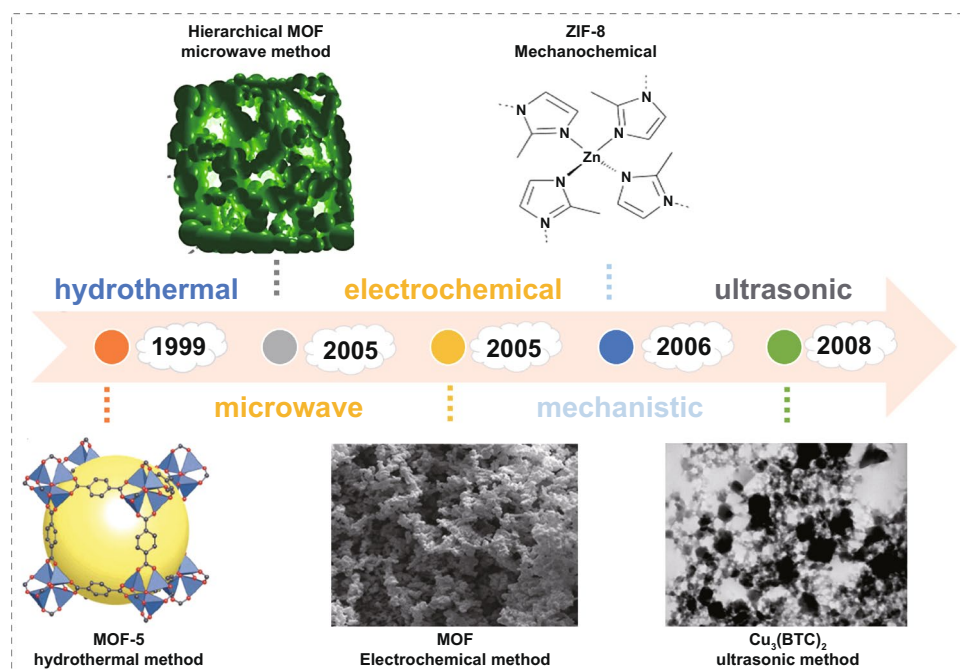 Hierarchical MOF
microwave method
ZIF-8
Mechanochemical
N
N
N
N
Zn
N
N
N
N
hydrothermal
electrochemical
ultrasonic
1999
2005
2005
2006
2008
microwave
mechanistic
MOF-5
hydrothermal method
MOF
Electrochemical method
Cu₃(BTC)₂
ultrasonic method